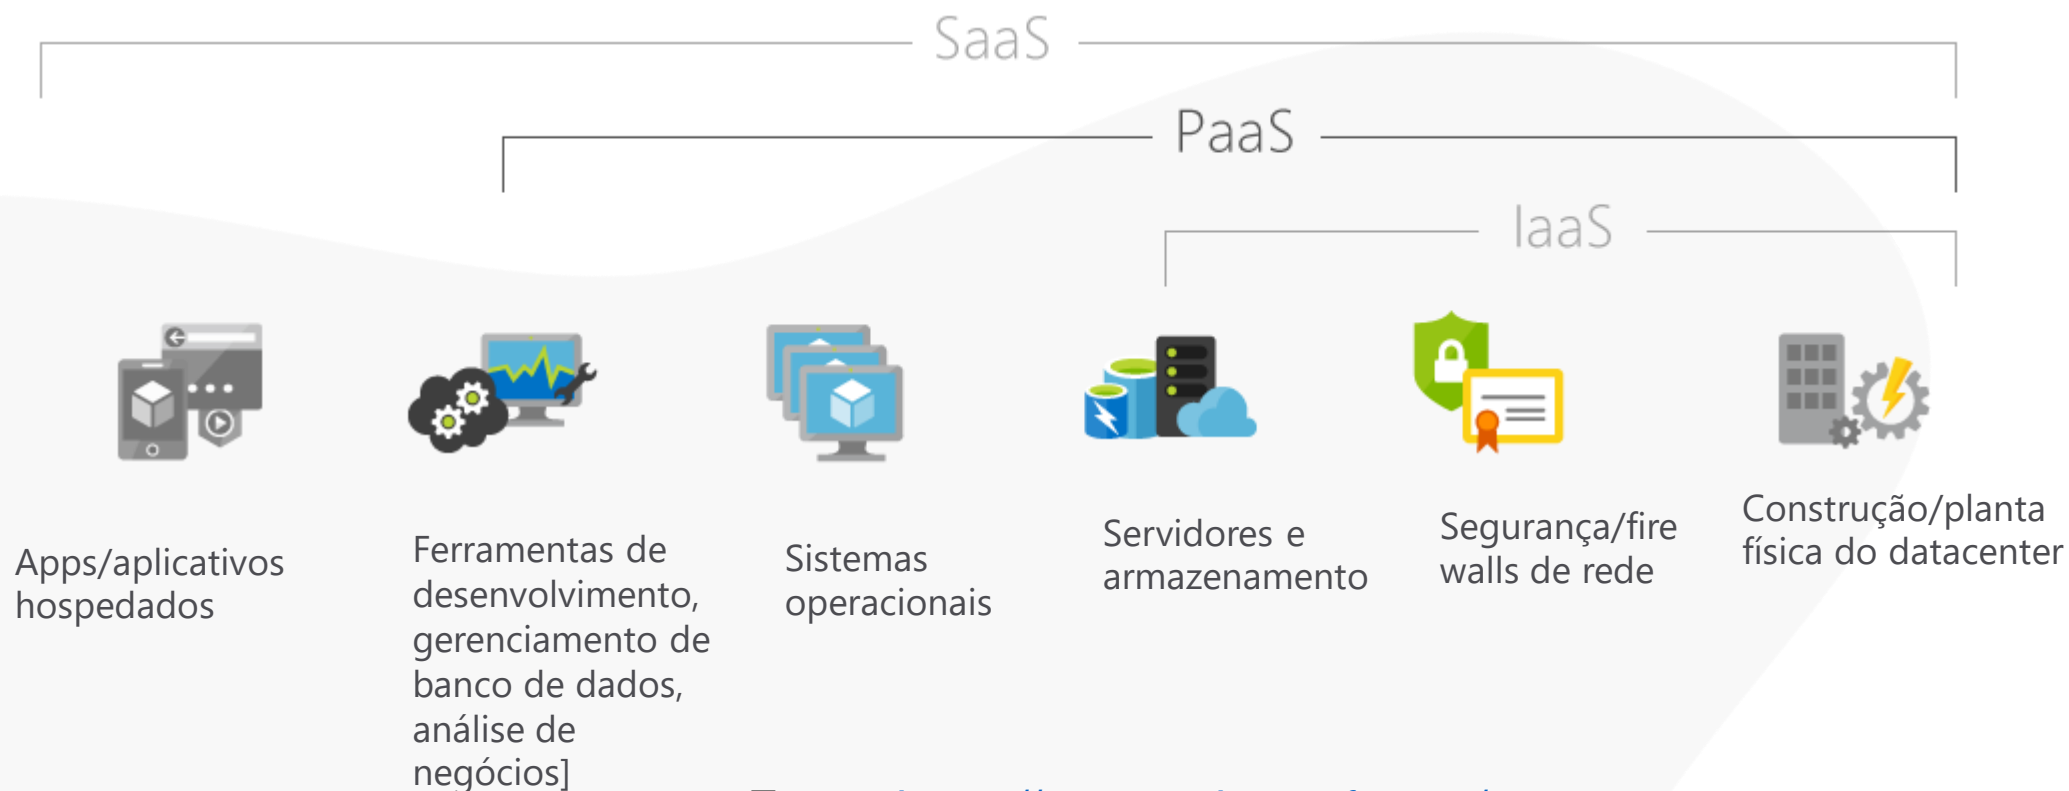 SaaS
PaaS
IaaS
Apps/aplicativos
hospedados
Ferramentas de
desenvolvimento,
gerenciamento de
banco de dados,
análise de
negócios]
Sistemas
operacionais
Servidores e
armazenamento
Segurança/fire
walls de rede
Construção/planta
física do datacenter